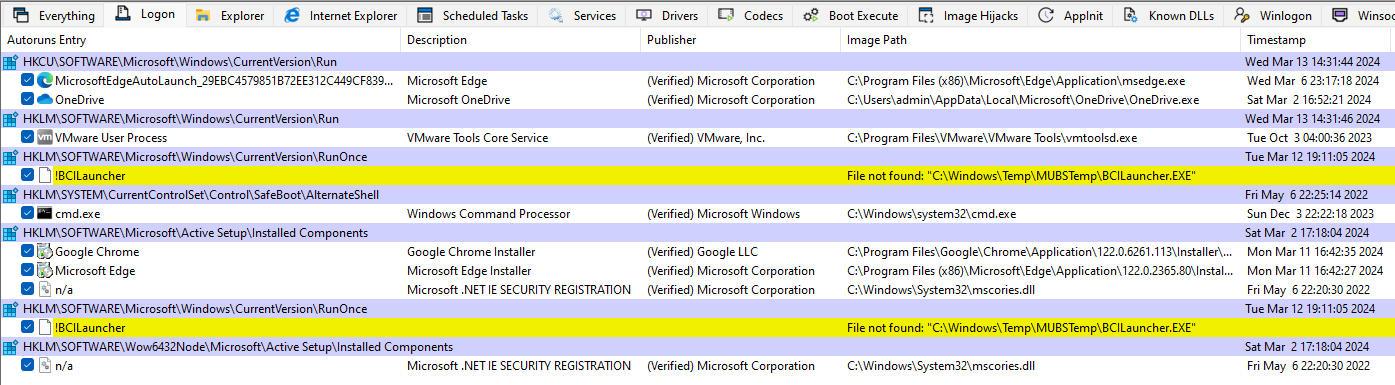 Everything Logon Explorer Internet Explorer Scheduled Tasks Services Drivers Codecs Boot Execute Image Hijacks AppInit Known DLLs Winlogon Winsoc
Autoruns Entry Description Publisher Image Path Timestamp
HKCU\SOFTWARE\Microsoft\Windows\CurrentVersion\Run Wed Mar 13 14:31:44 2024
MicrosoftEdgeAutoLaunch_29EBC4579851B72EE312C449CF839... Microsoft Edge (Verified) Microsoft Corporation C:\Program Files (x86)\Microsoft\Edge\Application\msedge.exe Wed Mar 6 23:17:18 2024
OneDrive Microsoft OneDrive (Verified) Microsoft Corporation C:\Users\admin\AppData\Local\Microsoft\OneDrive\OneDrive.exe Sat Mar 2 16:52:21 2024
HKLM\SOFTWARE\Microsoft\Windows\CurrentVersion\Run Wed Mar 13 14:31:46 2024
vm VMware User Process VMware Tools Core Service (Verified) VMware, Inc. C:\Program Files\VMware\VMware Tools\vmtoolsd.exe Tue Oct 3 04:00:36 2023
HKLM\SOFTWARE\Microsoft\Windows\CurrentVersion\RunOnce Tue Mar 12 19:11:05 2024
!BCILauncher File not found: "C:\Windows\Temp\MUBSTemp\BCILauncher.EXE"
HKLM\SYSTEM\CurrentControlSet\Control\SafeBoot\AlternateShell Fri May 6 22:25:14 2022
cmd.exe Windows Command Processor (Verified) Microsoft Windows C:\Windows\system32\cmd.exe Sun Dec 3 22:22:18 2023
HKLM\SOFTWARE\Microsoft\Active Setup\Installed Components Sat Mar 2 17:18:04 2024
Google Chrome Google Chrome Installer (Verified) Google LLC C:\Program Files\Google\Chrome\Application\122.0.6261.113\Installer\... Mon Mar 11 16:42:35 2024
Microsoft Edge Microsoft Edge Installer (Verified) Microsoft Corporation C:\Program Files (x86)\Microsoft\Edge\Application\122.0.2365.80\Instal... Mon Mar 11 16:42:27 2024
n/a Microsoft .NET IE SECURITY REGISTRATION (Verified) Microsoft Corporation C:\Windows\System32\mscories.dll Fri May 6 22:20:30 2022
HKLM\SOFTWARE\Microsoft\Windows\CurrentVersion\RunOnce Tue Mar 12 19:11:05 2024
!BCILauncher File not found: "C:\Windows\Temp\MUBSTemp\BCILauncher.EXE"
HKLM\SOFTWARE\Wow6432Node\Microsoft\Active Setup\Installed Components Sat Mar 2 17:18:04 2024
n/a Microsoft .NET IE SECURITY REGISTRATION (Verified) Microsoft Corporation C:\Windows\System32\mscories.dll Fri May 6 22:20:30 2022